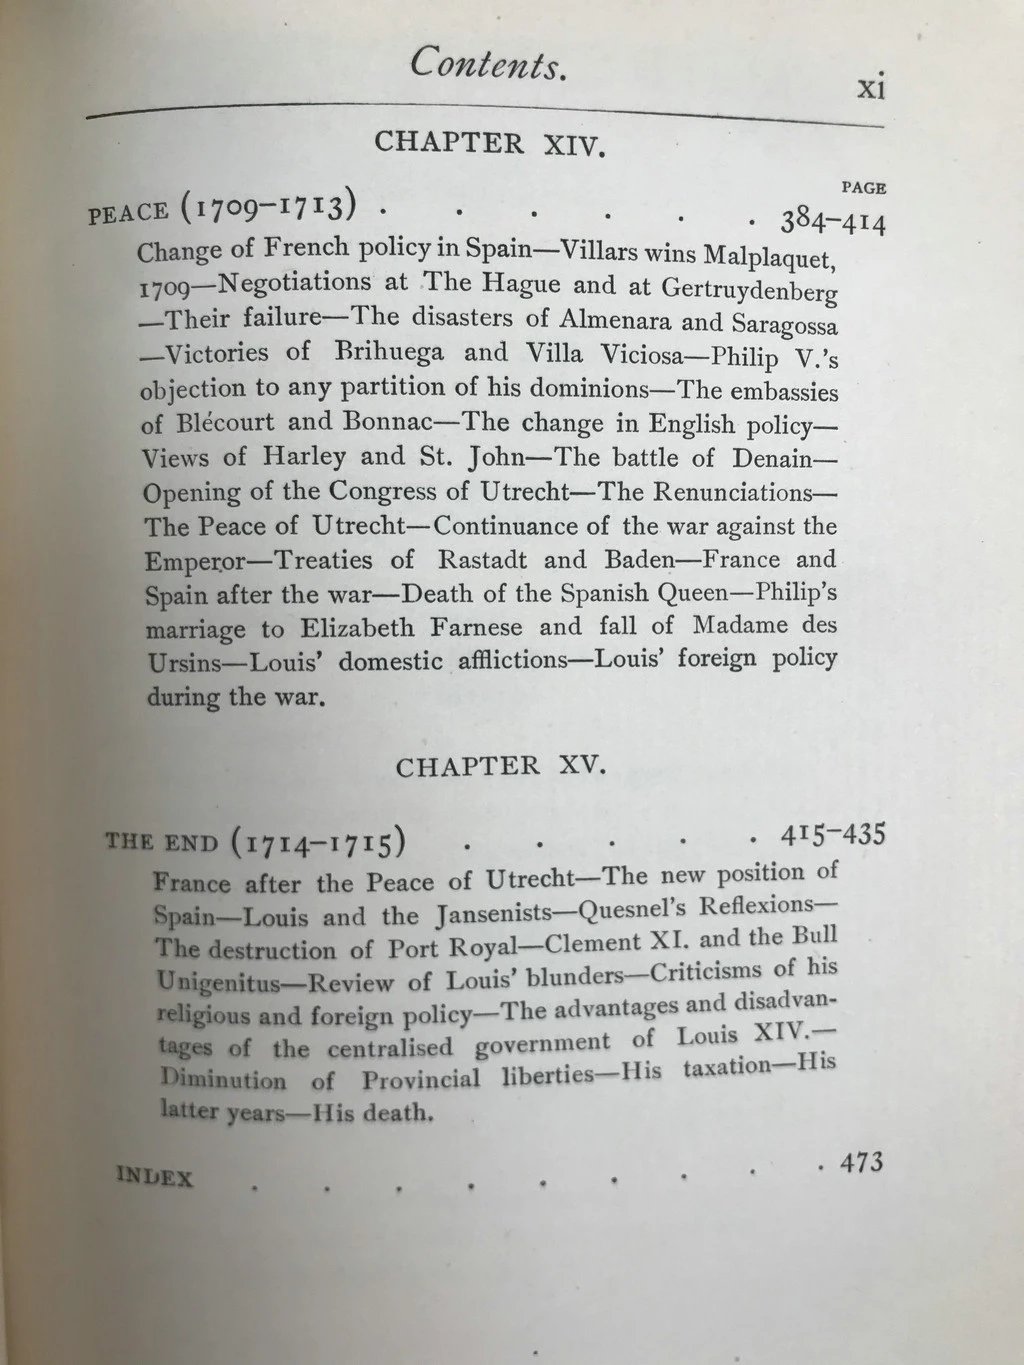 Contents.
xi
CHAPTER XIV.
PAGE
PEACE (1709–1713) . . . . . . 384–414
Change of French policy in Spain—Villars wins Malplaquet,
1709—Negotiations at The Hague and at Gertruydenberg
—Their failure—The disasters of Almenara and Saragossa
—Victories of Brihuega and Villa Viciosa—Philip V.'s
objection to any partition of his dominions—The embassies
of Blécourt and Bonnac—The change in English policy—
Views of Harley and St. John—The battle of Denain—
Opening of the Congress of Utrecht—The Renunciations—
The Peace of Utrecht—Continuance of the war against the
Emperor—Treaties of Rastadt and Baden—France and
Spain after the war—Death of the Spanish Queen—Philip's
marriage to Elizabeth Farnese and fall of Madame des
Ursins—Louis' domestic afflictions—Louis' foreign policy
during the war.
CHAPTER XV.
THE END (1714–1715) . . . . . 415–435
France after the Peace of Utrecht—The new position of
Spain—Louis and the Jansenists—Quesnel's Reflexions—
The destruction of Port Royal—Clement XI. and the Bull
Unigenitus—Review of Louis' blunders—Criticisms of his
religious and foreign policy—The advantages and disadvan-
tages of the centralised government of Louis XIV.—
Diminution of Provincial liberties—His taxation—His
latter years—His death.
INDEX . . . . . . . . . 473